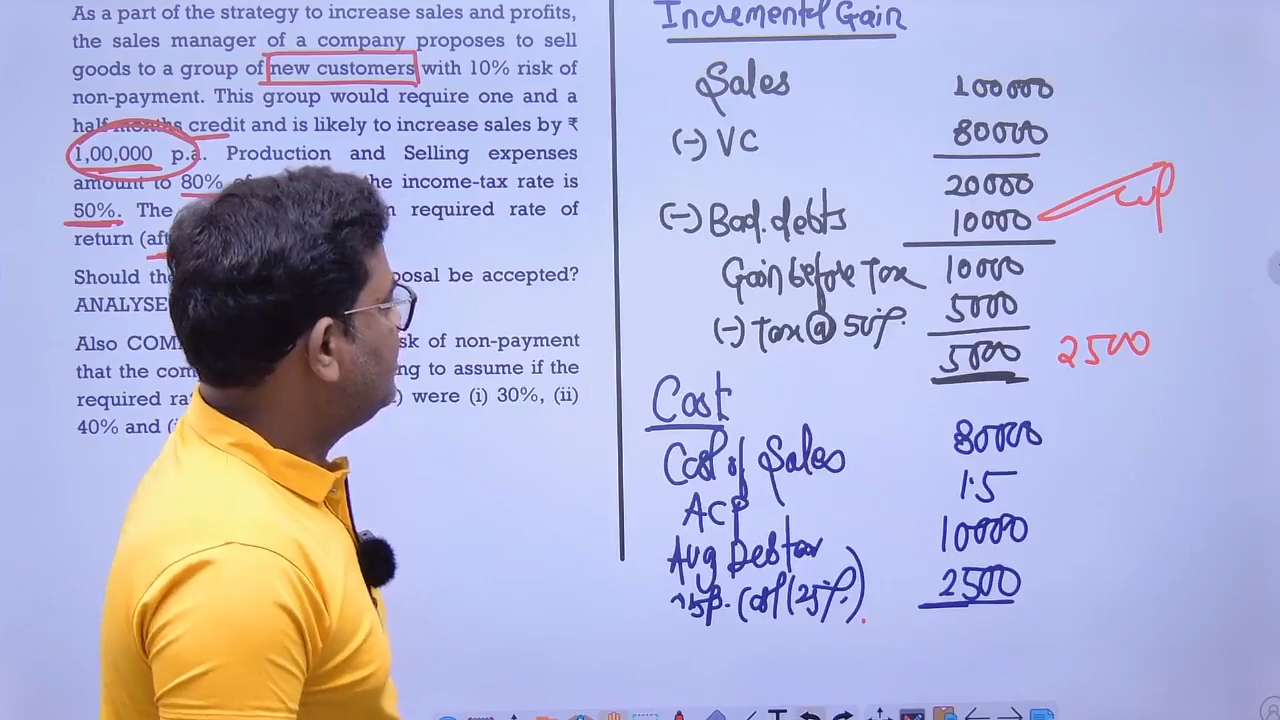 As a part of the strategy to increase sales and profits,
the sales manager of a company proposes to sell
goods to a group of new customers with 10% risk of
non-payment. This group would require one and a
half months credit and is likely to increase sales by ₹
1,00,000 p.a. Production and Selling expenses
amount to 80% the income-tax rate is
50%. The required rate of
return
Should the be accepted?
ANALYSE
Also of non-payment
that the to assume if the
required were (i) 30%, (ii)
40% and
Incremental Gain
Sales 100000
(-) VC 80000
20000
(-) Bad debts 10000
Gain before Tax 10000
(-) Tax @ 50% 5000
5000 2500
Cost
Cost of Sales 80000
ACP 1.5
Avg Debtor 10000
(25%) 2500